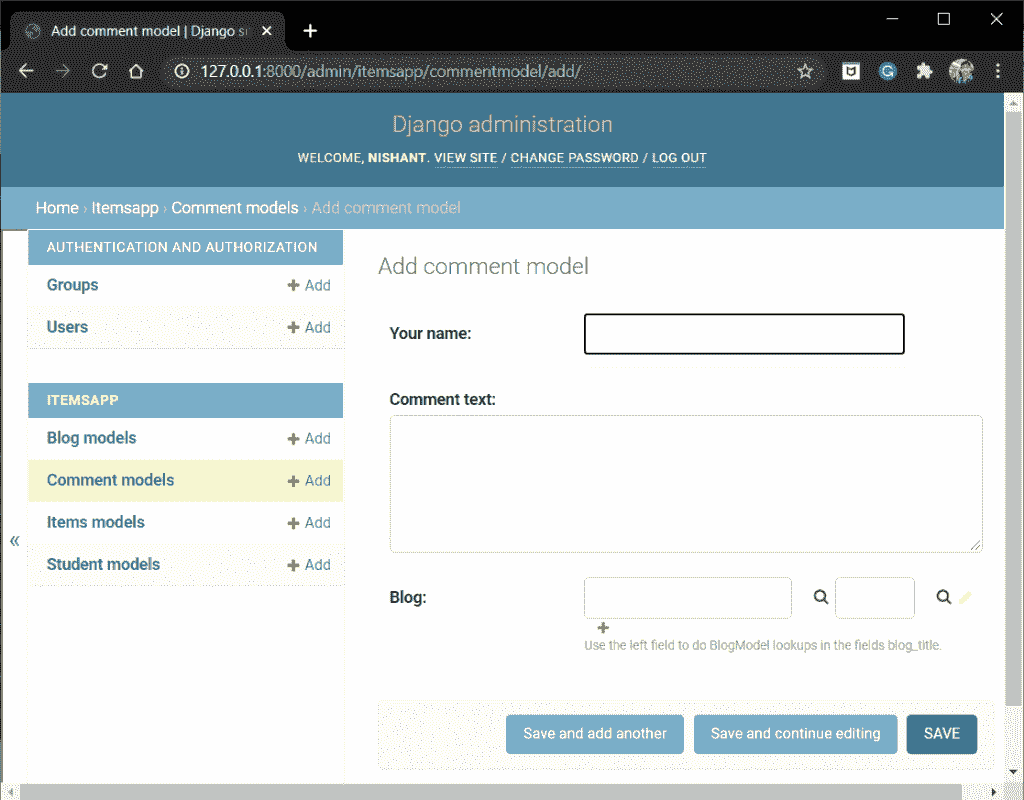 Add comment model | Django si
127.0.0.1:8000/admin/itemsapp/commentmodel/add/
Django administration
WELCOME, NISHANT. VIEW SITE / CHANGE PASSWORD / LOG OUT
Home › Itemsapp › Comment models › Add comment model
AUTHENTICATION AND AUTHORIZATION
Groups + Add
Users + Add
ITEMSAPP
Blog models + Add
Comment models + Add
Items models + Add
Student models + Add
«
Add comment model
Your name:
Comment text:
Blog:
Use the left field to do BlogModel lookups in the fields blog_title.
Save and add another
Save and continue editing
SAVE